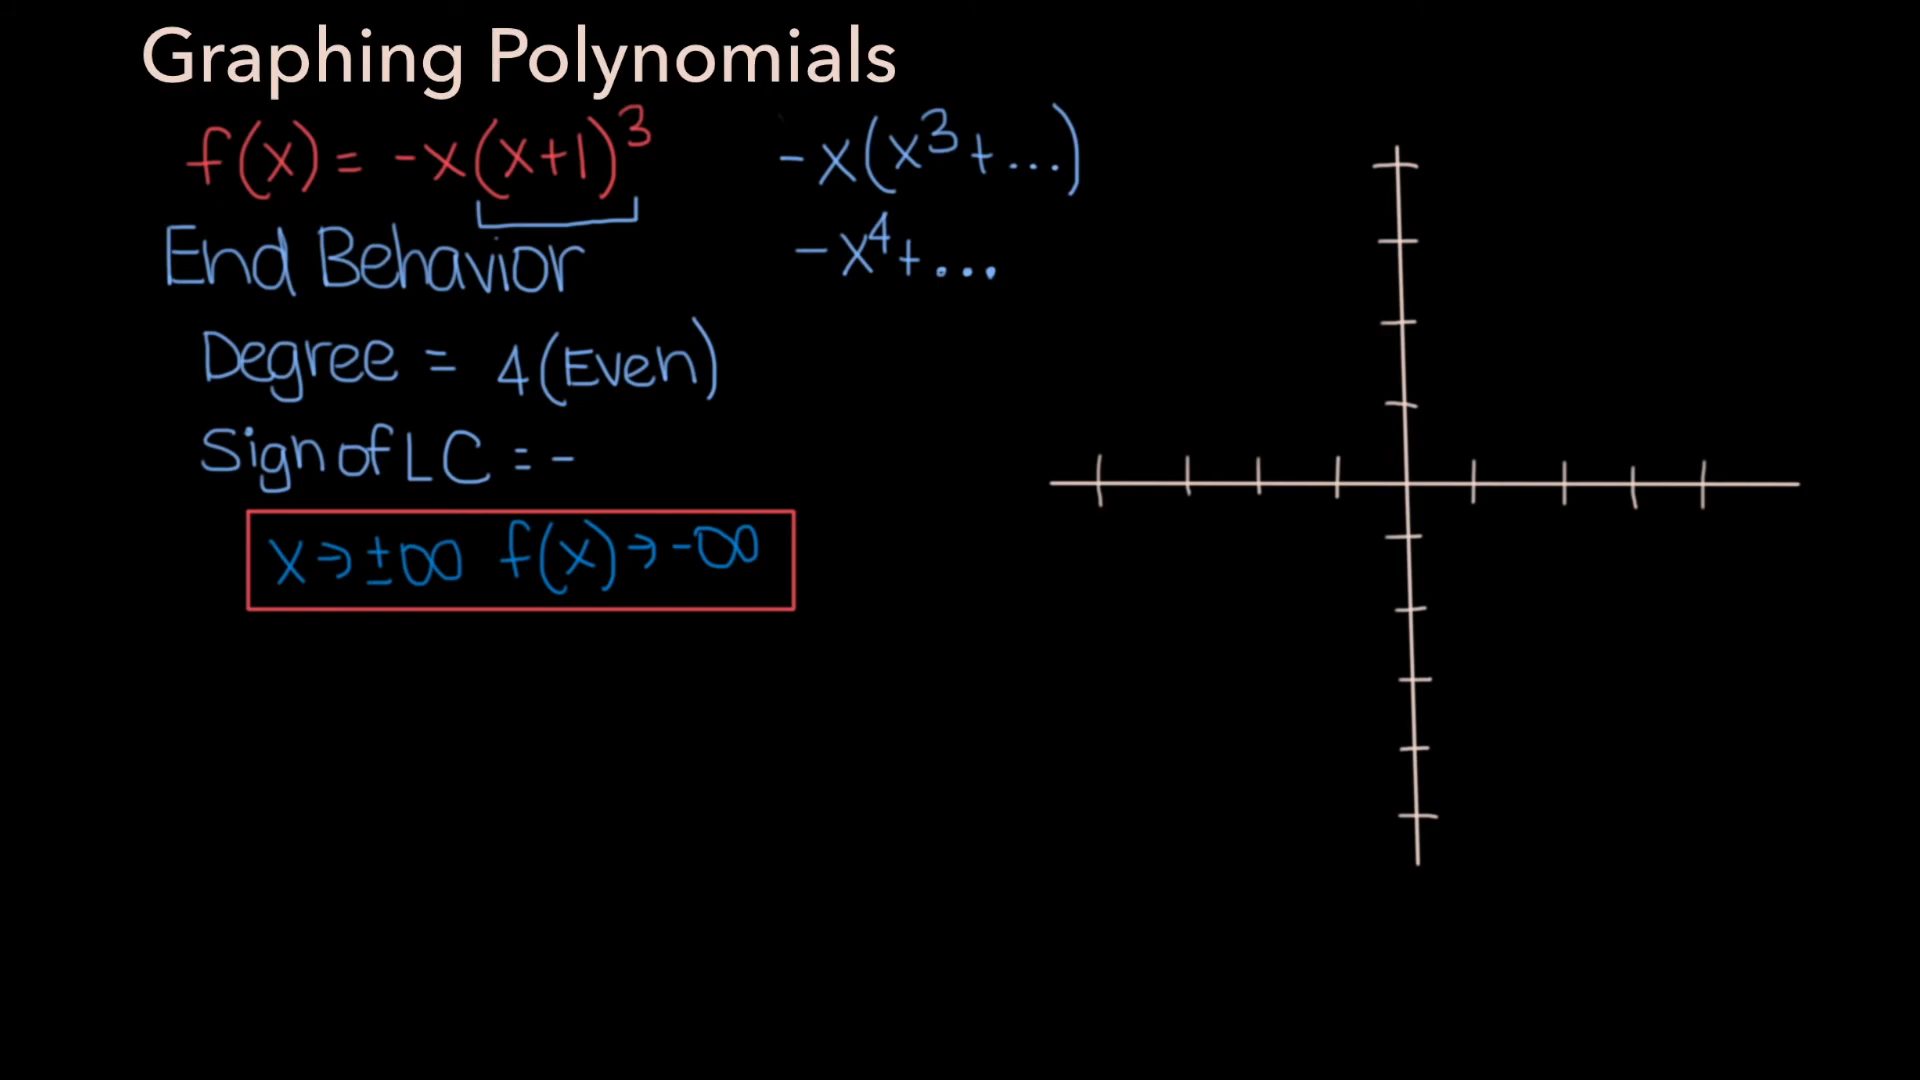 Graphing Polynomials
f(x) = -x(x+1)³
-x(x³+...)
End Behavior
-x⁴+...
Degree = 4(Even)
Sign of LC = -
x→±∞ f(x)→-∞